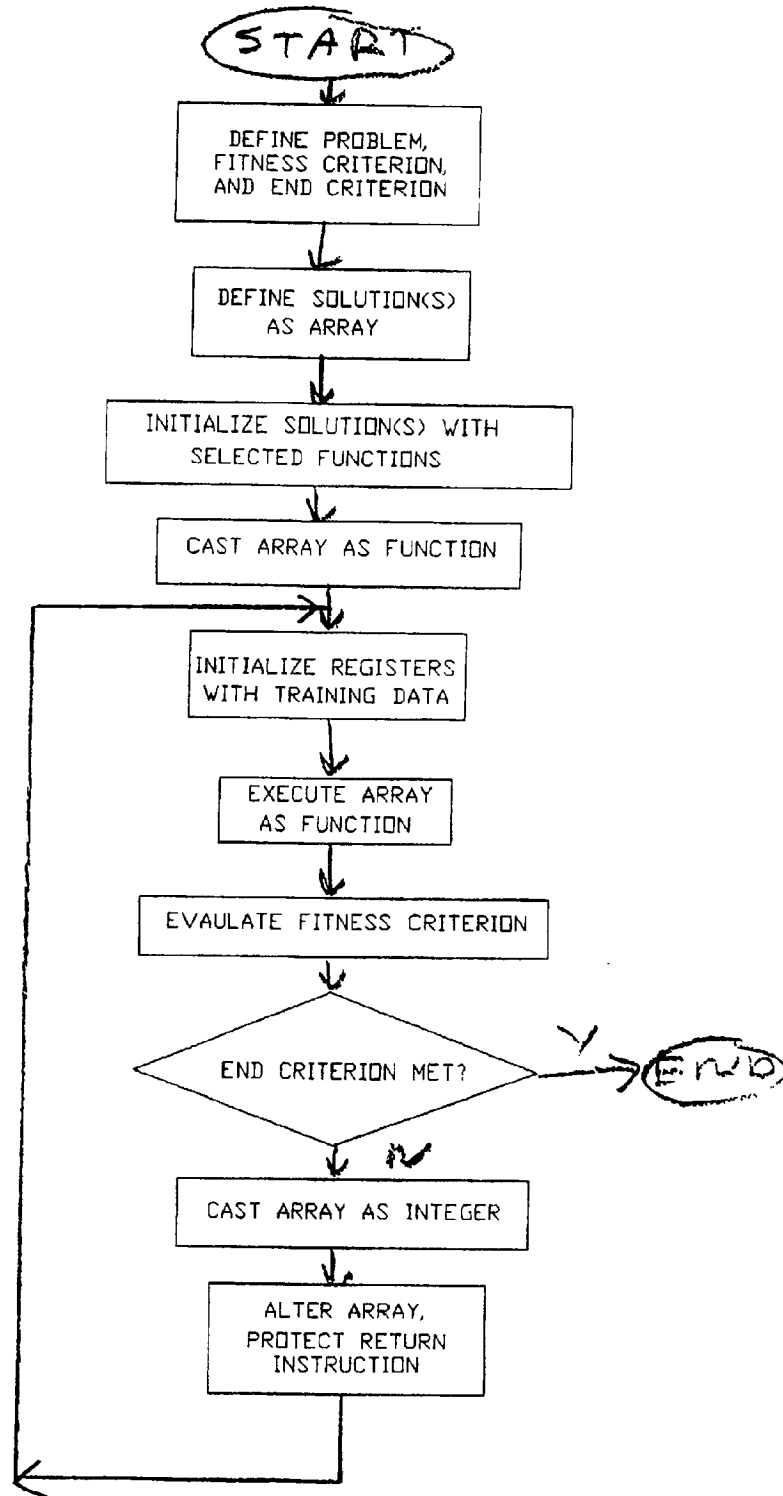 START
DEFINE PROBLEM,
FITNESS CRITERION,
AND END CRITERION
DEFINE SOLUTION(S)
AS ARRAY
INITIALIZE SOLUTION(S) WITH
SELECTED FUNCTIONS
CAST ARRAY AS FUNCTION
INITIALIZE REGISTERS
WITH TRAINING DATA
EXECUTE ARRAY
AS FUNCTION
EVAULATE FITNESS CRITERION
END CRITERION MET?
Y
END
N
CAST ARRAY AS INTEGER
ALTER ARRAY,
PROTECT RETURN
INSTRUCTION